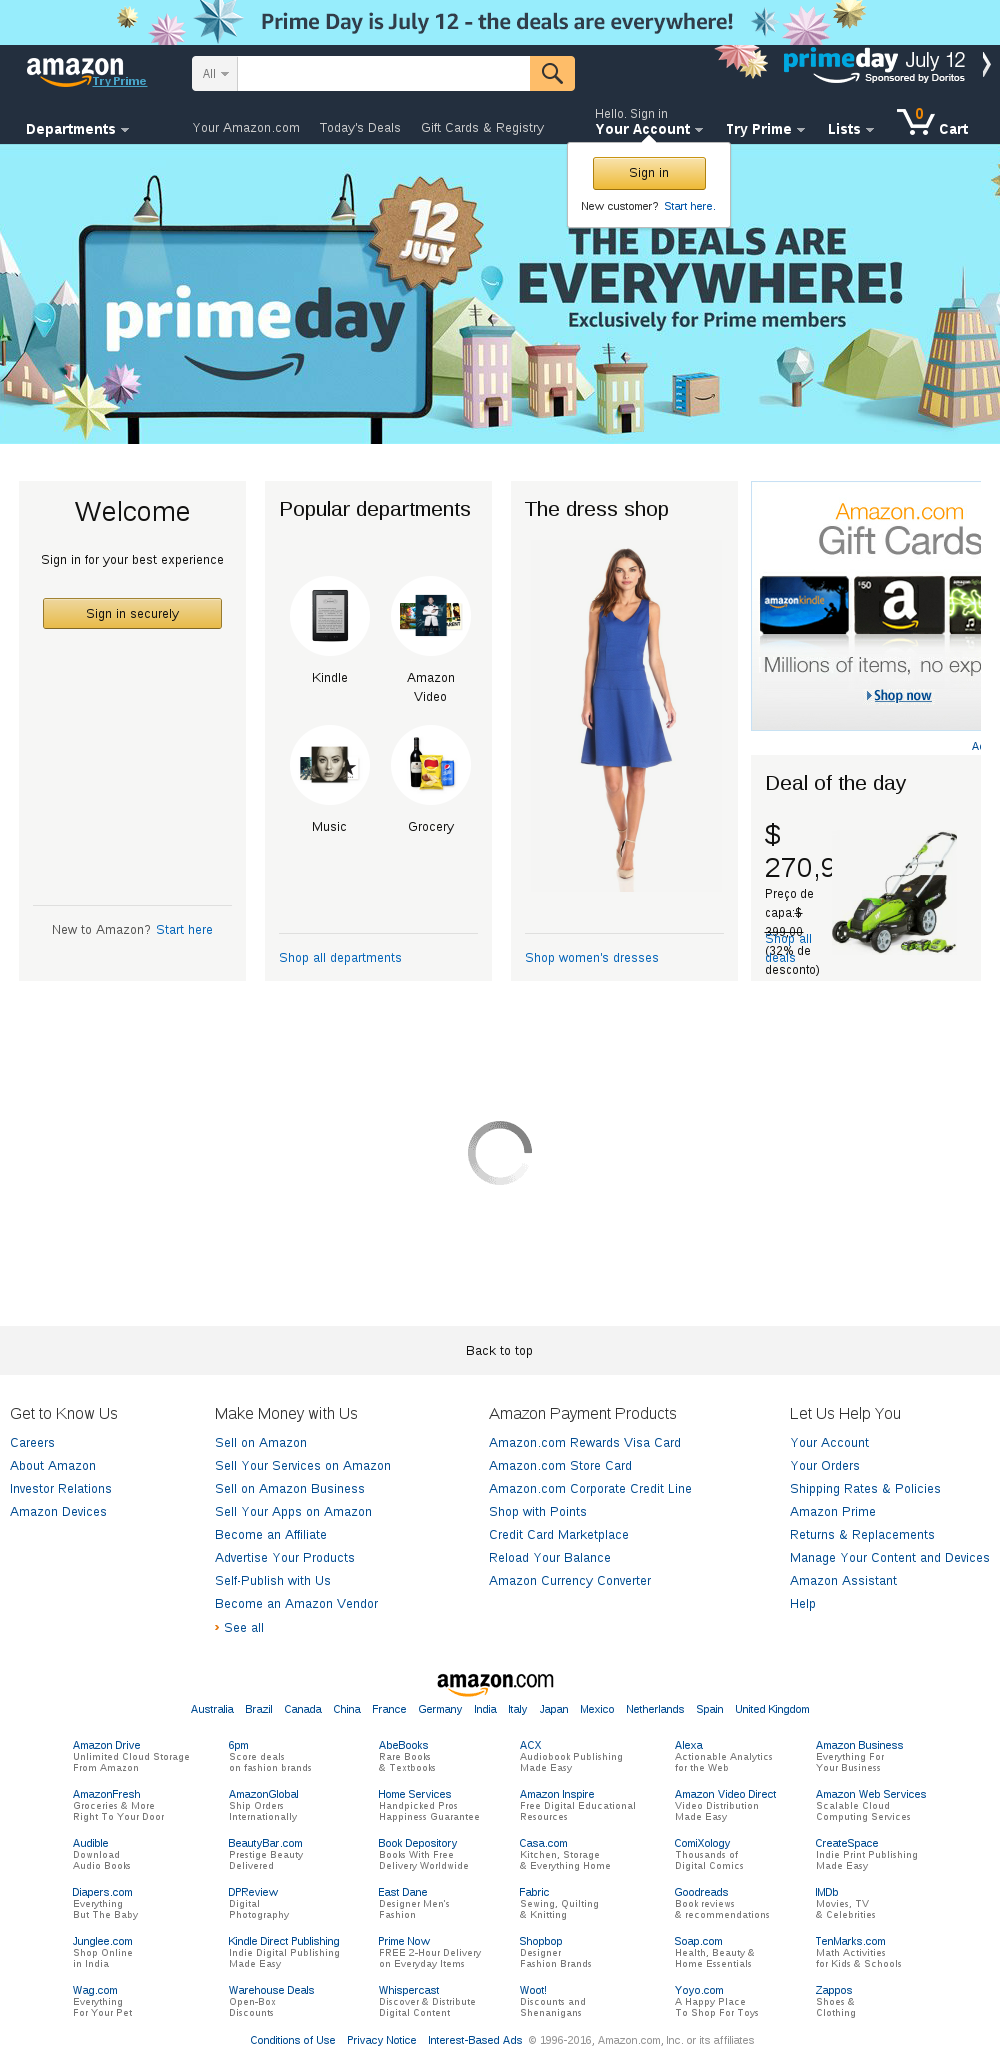 Prime Day is July 12 - the deals are everywhere!
amazon
Try Prime
All
primeday July 12
Sponsored by Doritos
Departments
Your Amazon.com Today's Deals Gift Cards & Registry
Hello. Sign in
Your Account
Try Prime
Lists
0
Cart
Sign in
New customer? Start here.
12
JULY
primeday
THE DEALS ARE
EVERYWHERE!
Exclusively for Prime members
Welcome
Sign in for your best experience
Sign in securely
New to Amazon? Start here
Popular departments
Kindle
Amazon
Video
Music
Grocery
Shop all departments
The dress shop
Shop women's dresses
Amazon.com
Gift Cards
amazonkindle
$50
a
Millions of items, no exp
Shop now
Deal of the day
$
270,9
Preço de
capa:$
399.00
(32% de
desconto)
Shop all
deals
Back to top
Get to Know Us
Careers
About Amazon
Investor Relations
Amazon Devices
Make Money with Us
Sell on Amazon
Sell Your Services on Amazon
Sell on Amazon Business
Sell Your Apps on Amazon
Become an Affiliate
Advertise Your Products
Self-Publish with Us
Become an Amazon Vendor
› See all
Amazon Payment Products
Amazon.com Rewards Visa Card
Amazon.com Store Card
Amazon.com Corporate Credit Line
Shop with Points
Credit Card Marketplace
Reload Your Balance
Amazon Currency Converter
Let Us Help You
Your Account
Your Orders
Shipping Rates & Policies
Amazon Prime
Returns & Replacements
Manage Your Content and Devices
Amazon Assistant
Help
amazon.com
Australia Brazil Canada China France Germany India Italy Japan Mexico Netherlands Spain United Kingdom
Amazon Drive
Unlimited Cloud Storage
From Amazon
6pm
Score deals
on fashion brands
AbeBooks
Rare Books
& Textbooks
ACX
Audiobook Publishing
Made Easy
Alexa
Actionable Analytics
for the Web
Amazon Business
Everything For
Your Business
AmazonFresh
Groceries & More
Right To Your Door
AmazonGlobal
Ship Orders
Internationally
Home Services
Handpicked Pros
Happiness Guarantee
Amazon Inspire
Free Digital Educational
Resources
Amazon Video Direct
Video Distribution
Made Easy
Amazon Web Services
Scalable Cloud
Computing Services
Audible
Download
Audio Books
BeautyBar.com
Prestige Beauty
Delivered
Book Depository
Books With Free
Delivery Worldwide
Casa.com
Kitchen, Storage
& Everything Home
ComiXology
Thousands of
Digital Comics
CreateSpace
Indie Print Publishing
Made Easy
Diapers.com
Everything
But The Baby
DPReview
Digital
Photography
East Dane
Designer Men's
Fashion
Fabric
Sewing, Quilting
& Knitting
Goodreads
Book reviews
& recommendations
IMDb
Movies, TV
& Celebrities
Junglee.com
Shop Online
in India
Kindle Direct Publishing
Indie Digital Publishing
Made Easy
Prime Now
FREE 2-Hour Delivery
on Everyday Items
Shopbop
Designer
Fashion Brands
Soap.com
Health, Beauty &
Home Essentials
TenMarks.com
Math Activities
for Kids & Schools
Wag.com
Everything
For Your Pet
Warehouse Deals
Open-Box
Discounts
Whispercast
Discover & Distribute
Digital Content
Woot!
Discounts and
Shenanigans
Yoyo.com
A Happy Place
To Shop For Toys
Zappos
Shoes &
Clothing
Conditions of Use Privacy Notice Interest-Based Ads © 1996-2016, Amazon.com, Inc. or its affiliates